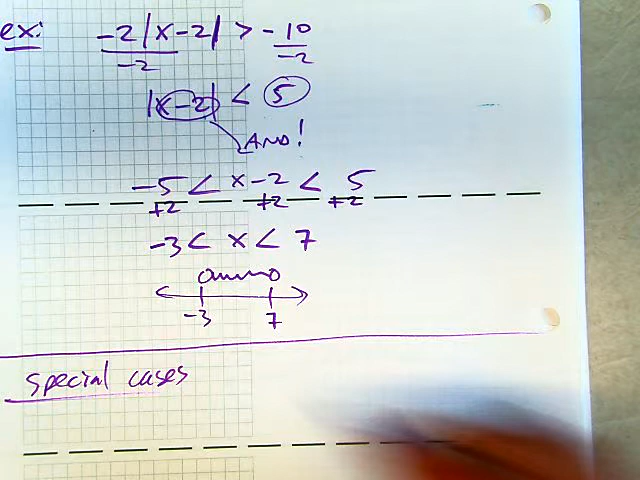 ex: -2|x-2| > -10
-2 -2
|x-2| < 5
AND!
-5 < x-2 < 5
+2 +2 +2
-3 < x < 7
-3 7
special cases